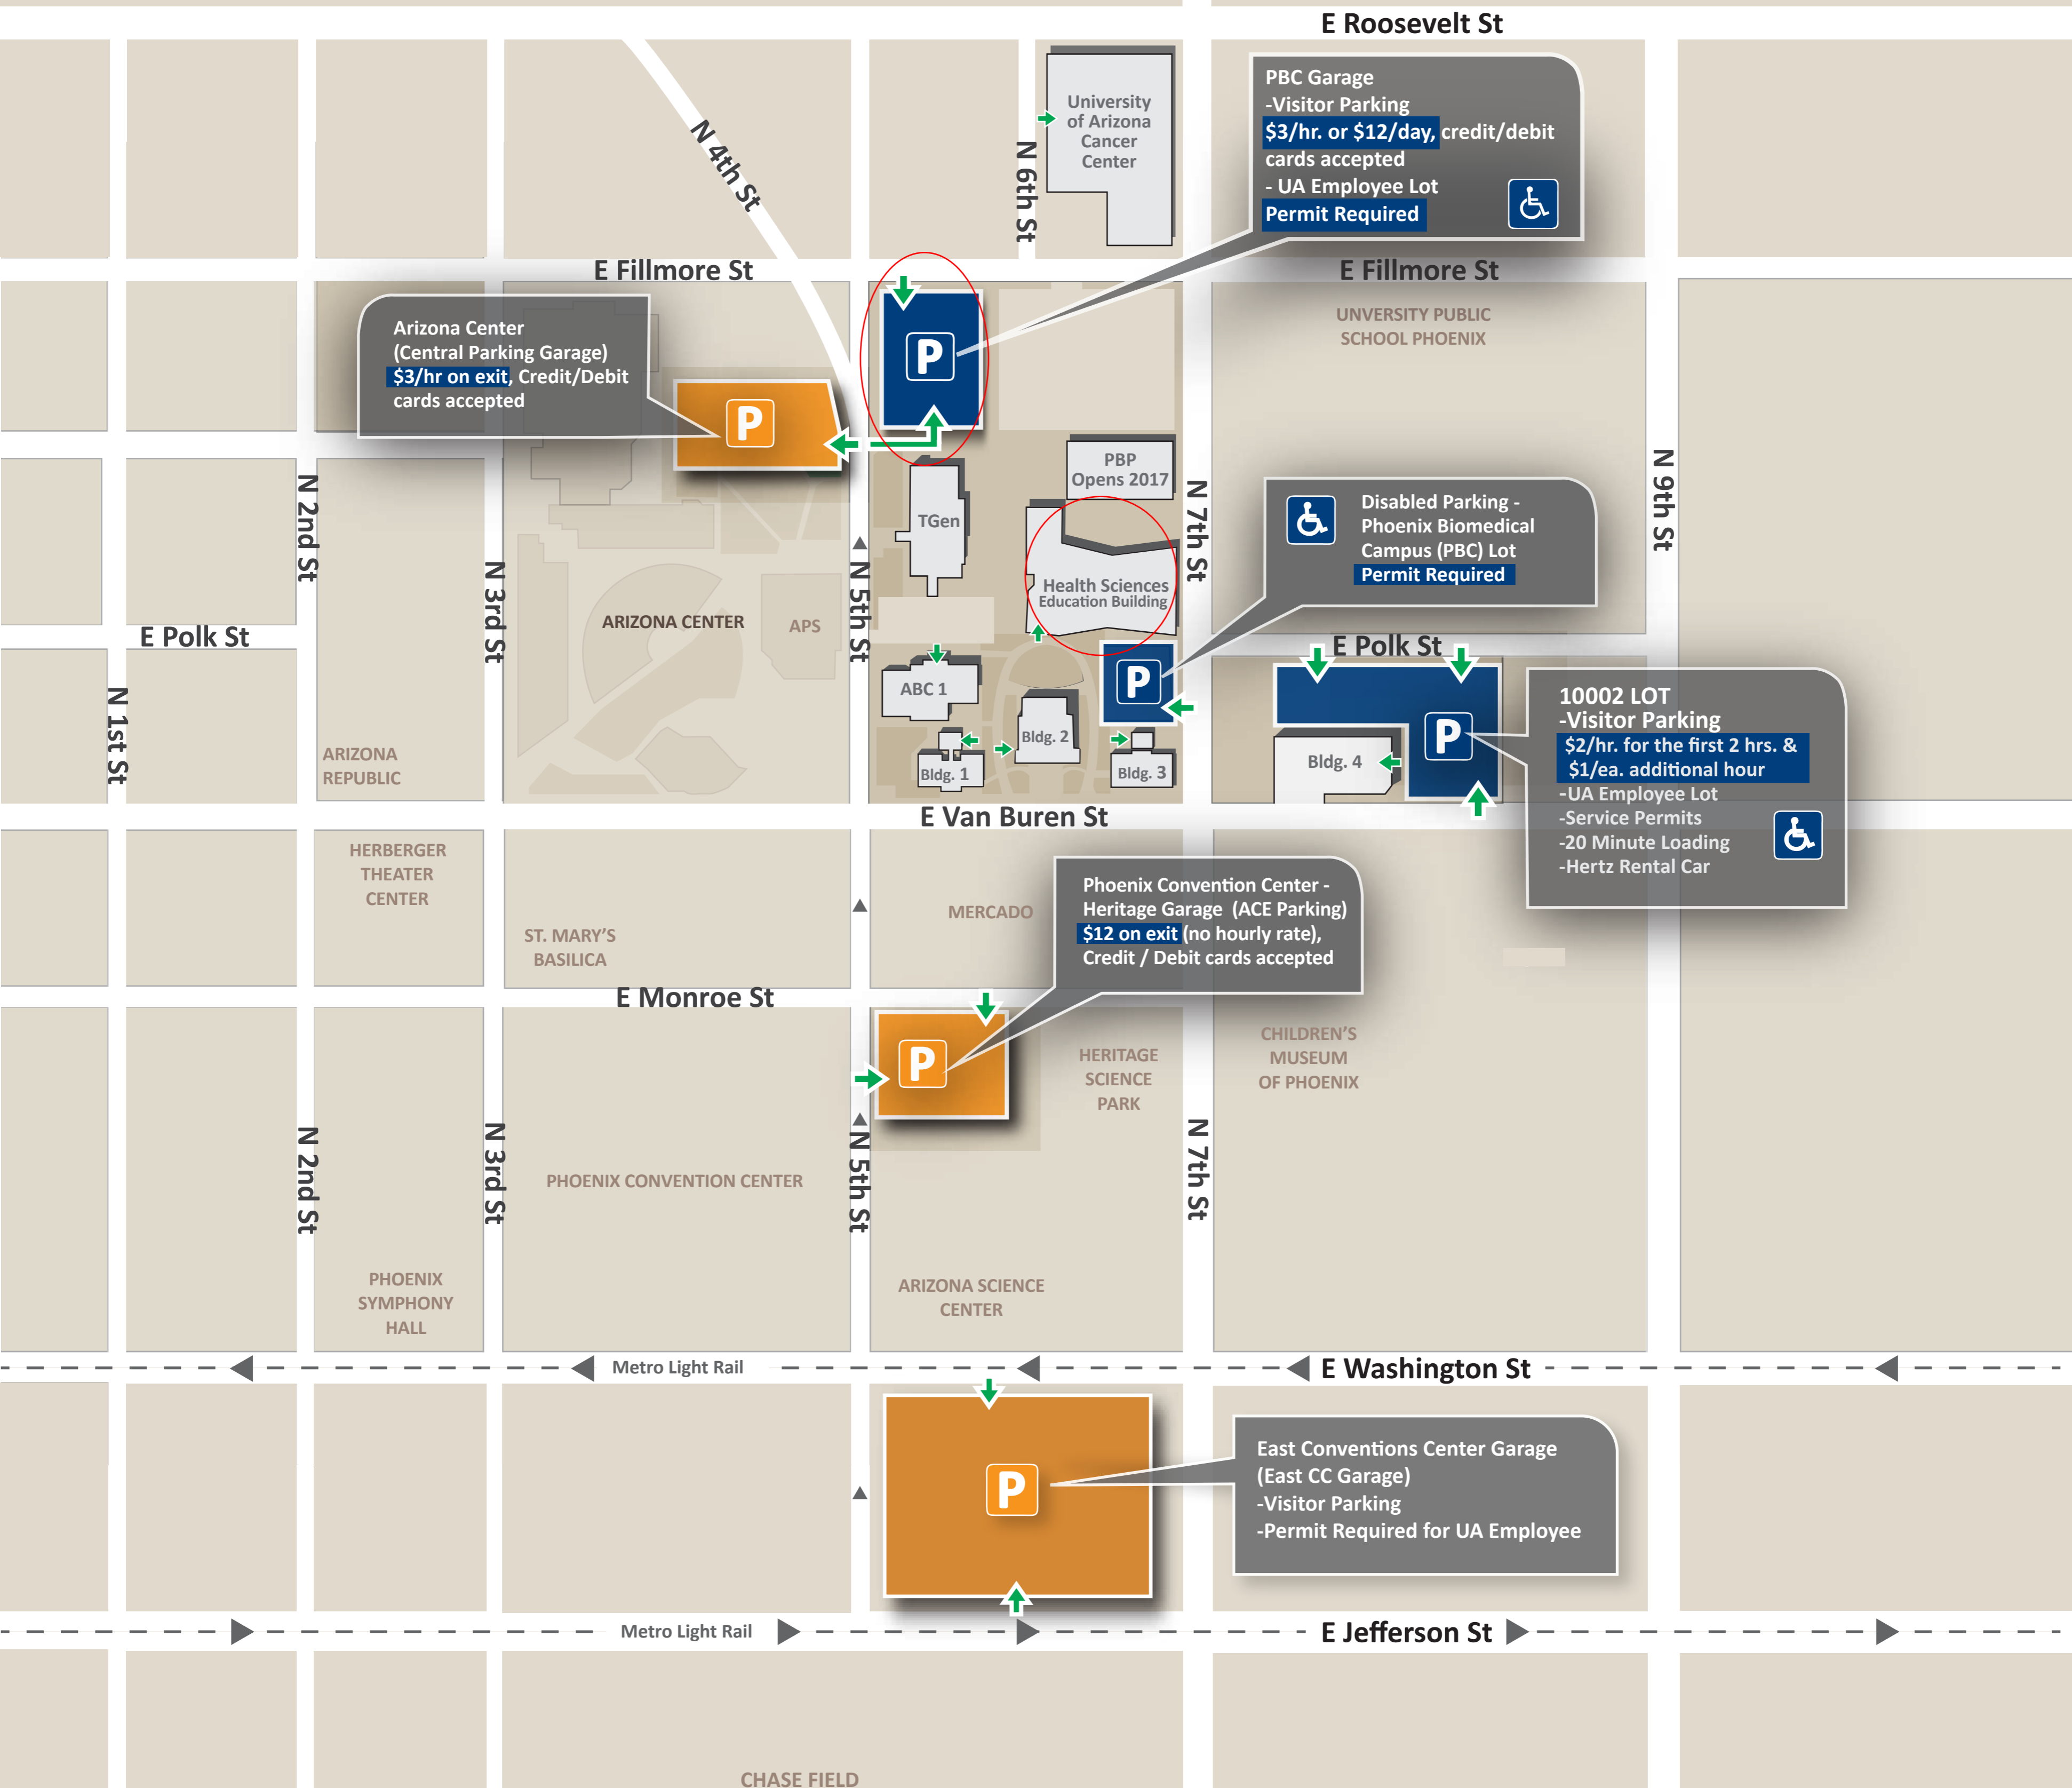 E Roosevelt St
PBC Garage
-Visitor Parking
$3/hr. or $12/day, credit/debit
cards accepted
- UA Employee Lot
Permit Required
University
of Arizona
Cancer
Center
N 4th St
N 6th St
E Fillmore St
E Fillmore St
Arizona Center
(Central Parking Garage)
$3/hr on exit, Credit/Debit
cards accepted
P
P
UNVERSITY PUBLIC
SCHOOL PHOENIX
PBP
Opens 2017
TGen
N 2nd St
N 3rd St
N 5th St
N 7th St
N 9th St
Disabled Parking -
Phoenix Biomedical
Campus (PBC) Lot
Permit Required
Health Sciences
Education Building
ARIZONA CENTER
APS
E Polk St
E Polk St
ABC 1
P
Bldg. 1
Bldg. 2
Bldg. 3
Bldg. 4
P
10002 LOT
-Visitor Parking
$2/hr. for the first 2 hrs. &
$1/ea. additional hour
-UA Employee Lot
-Service Permits
-20 Minute Loading
-Hertz Rental Car
N 1st St
ARIZONA
REPUBLIC
E Van Buren St
HERBERGER
THEATER
CENTER
ST. MARY'S
BASILICA
MERCADO
Phoenix Convention Center -
Heritage Garage (ACE Parking)
$12 on exit (no hourly rate),
Credit / Debit cards accepted
E Monroe St
P
HERITAGE
SCIENCE
PARK
CHILDREN'S
MUSEUM
OF PHOENIX
N 2nd St
N 3rd St
N 5th St
N 7th St
PHOENIX CONVENTION CENTER
PHOENIX
SYMPHONY
HALL
ARIZONA SCIENCE
CENTER
Metro Light Rail
E Washington St
P
East Conventions Center Garage
(East CC Garage)
-Visitor Parking
-Permit Required for UA Employee
Metro Light Rail
E Jefferson St
CHASE FIELD